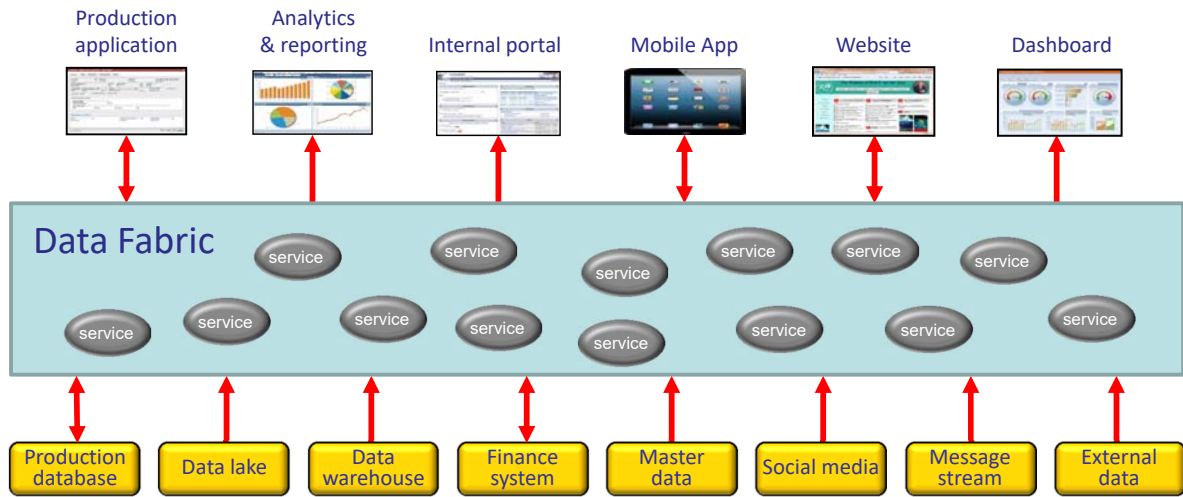 Production
application
Analytics
& reporting
Internal portal
Mobile App
Website
Dashboard
Data Fabric
service
service
service
service
service
service
service
service
service
service
service
service
service
service
Production
database
Data lake
Data
warehouse
Finance
system
Master
data
Social media
Message
stream
External
data